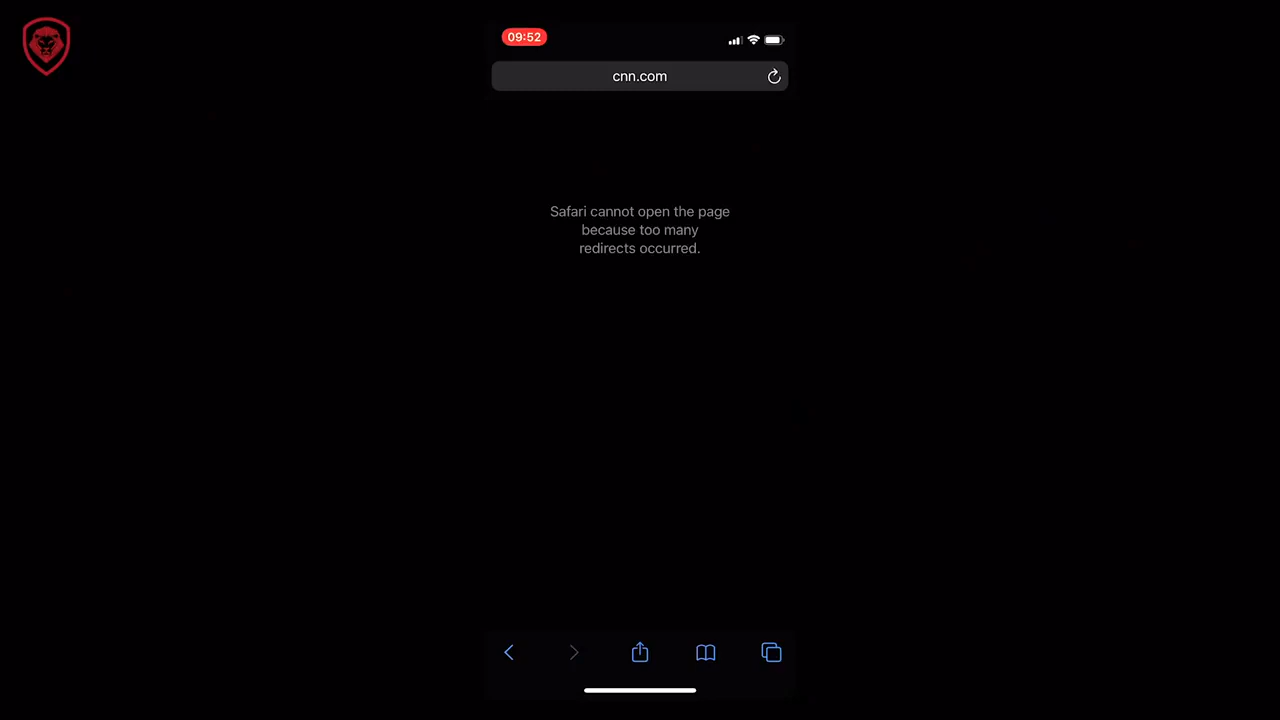 09:52
cnn.com
Safari cannot open the page
because too many
redirects occurred.